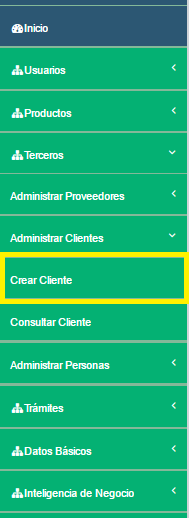 Inicio
Usuarios
Productos
Terceros
Administrar Proveedores
Administrar Clientes
Crear Cliente
Consultar Cliente
Administrar Personas
Trámites
Datos Básicos
Inteligencia de Negocio